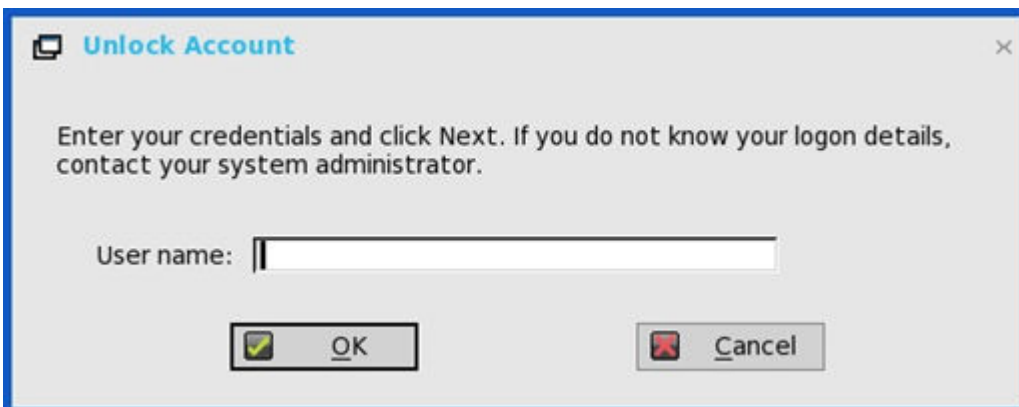 Unlock Account
Enter your credentials and click Next. If you do not know your logon details,
contact your system administrator.
User name:
OK
Cancel